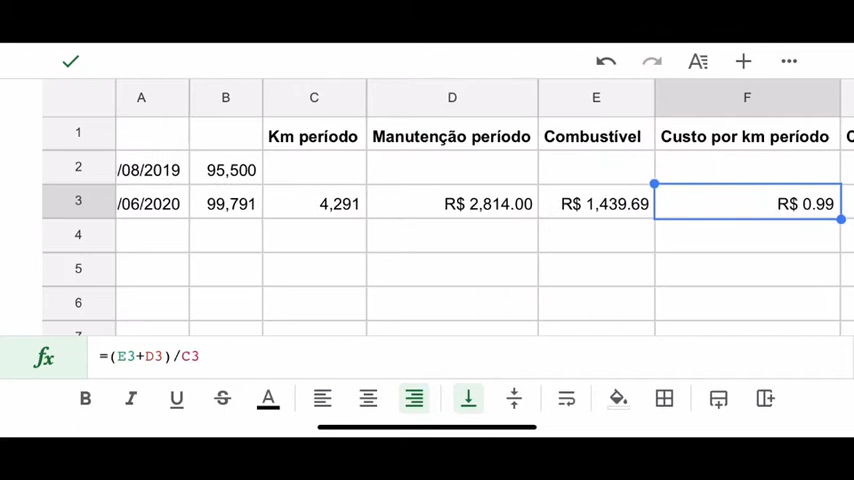 A B C D E F
1 Km período Manutenção período Combustível Custo por km período
2 /08/2019 95,500
3 /06/2020 99,791 4,291 R$ 2,814.00 R$ 1,439.69 R$ 0.99
4
5
6
fx =(E3+D3)/C3
B I U S A